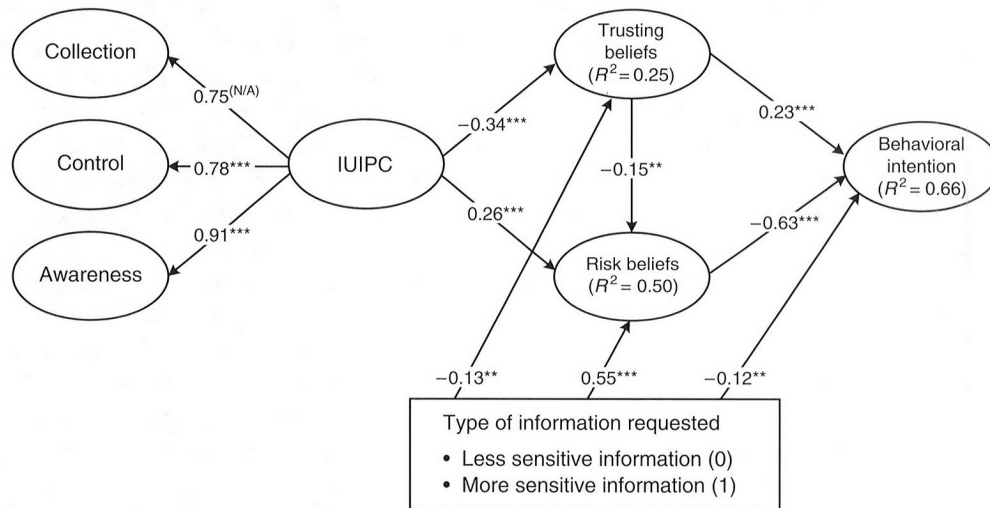 Collection
Control
Awareness
0.75(N/A)
0.78***
0.91***
IUIPC
−0.34***
0.26***
Trusting
beliefs
(R² = 0.25)
−0.15**
Risk beliefs
(R² = 0.50)
0.23***
−0.63***
Behavioral
intention
(R² = 0.66)
−0.13**
0.55***
−0.12**
Type of information requested
• Less sensitive information (0)
• More sensitive information (1)